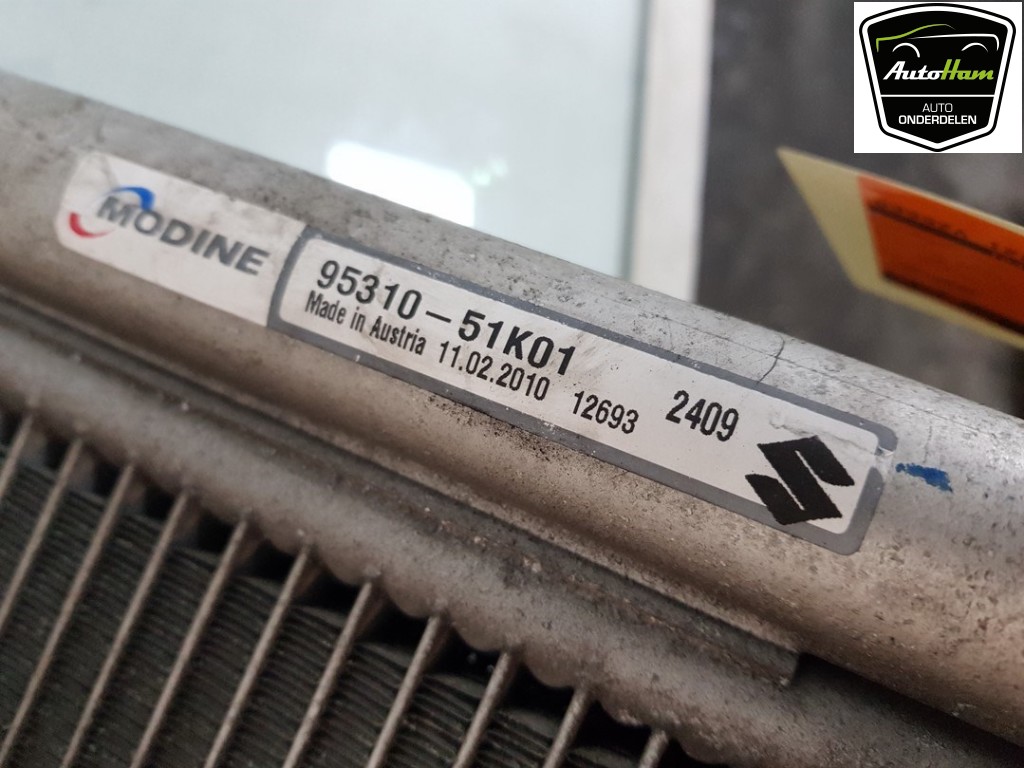 AutoHam
AUTO
ONDERDELEN
MODINE
95310-51K01
Made in Austria 11.02.2010 12693 2409